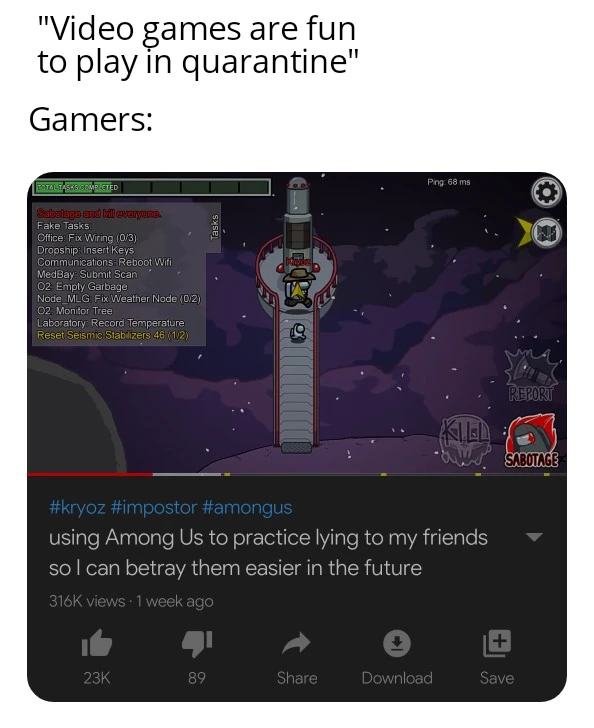 "Video games are fun
to play in quarantine"
Gamers:
TOTAL TASKS COMPLETED
Ping: 68 ms
Sabotage and kill everyone.
Fake Tasks:
Office: Fix Wiring (0/3)
Dropship: Insert Keys
Communications: Reboot Wifi
MedBay: Submit Scan
O2: Empty Garbage
Node_MLG: Fix Weather Node (0/2)
O2: Monitor Tree
Laboratory: Record Temperature
Reset Seismic Stabilizers 46 (1/2)
Tasks
REPORT
KILL
SABOTAGE
#kryoz #impostor #amongus
using Among Us to practice lying to my friends
so I can betray them easier in the future
316K views · 1 week ago
23K
89
Share
Download
Save